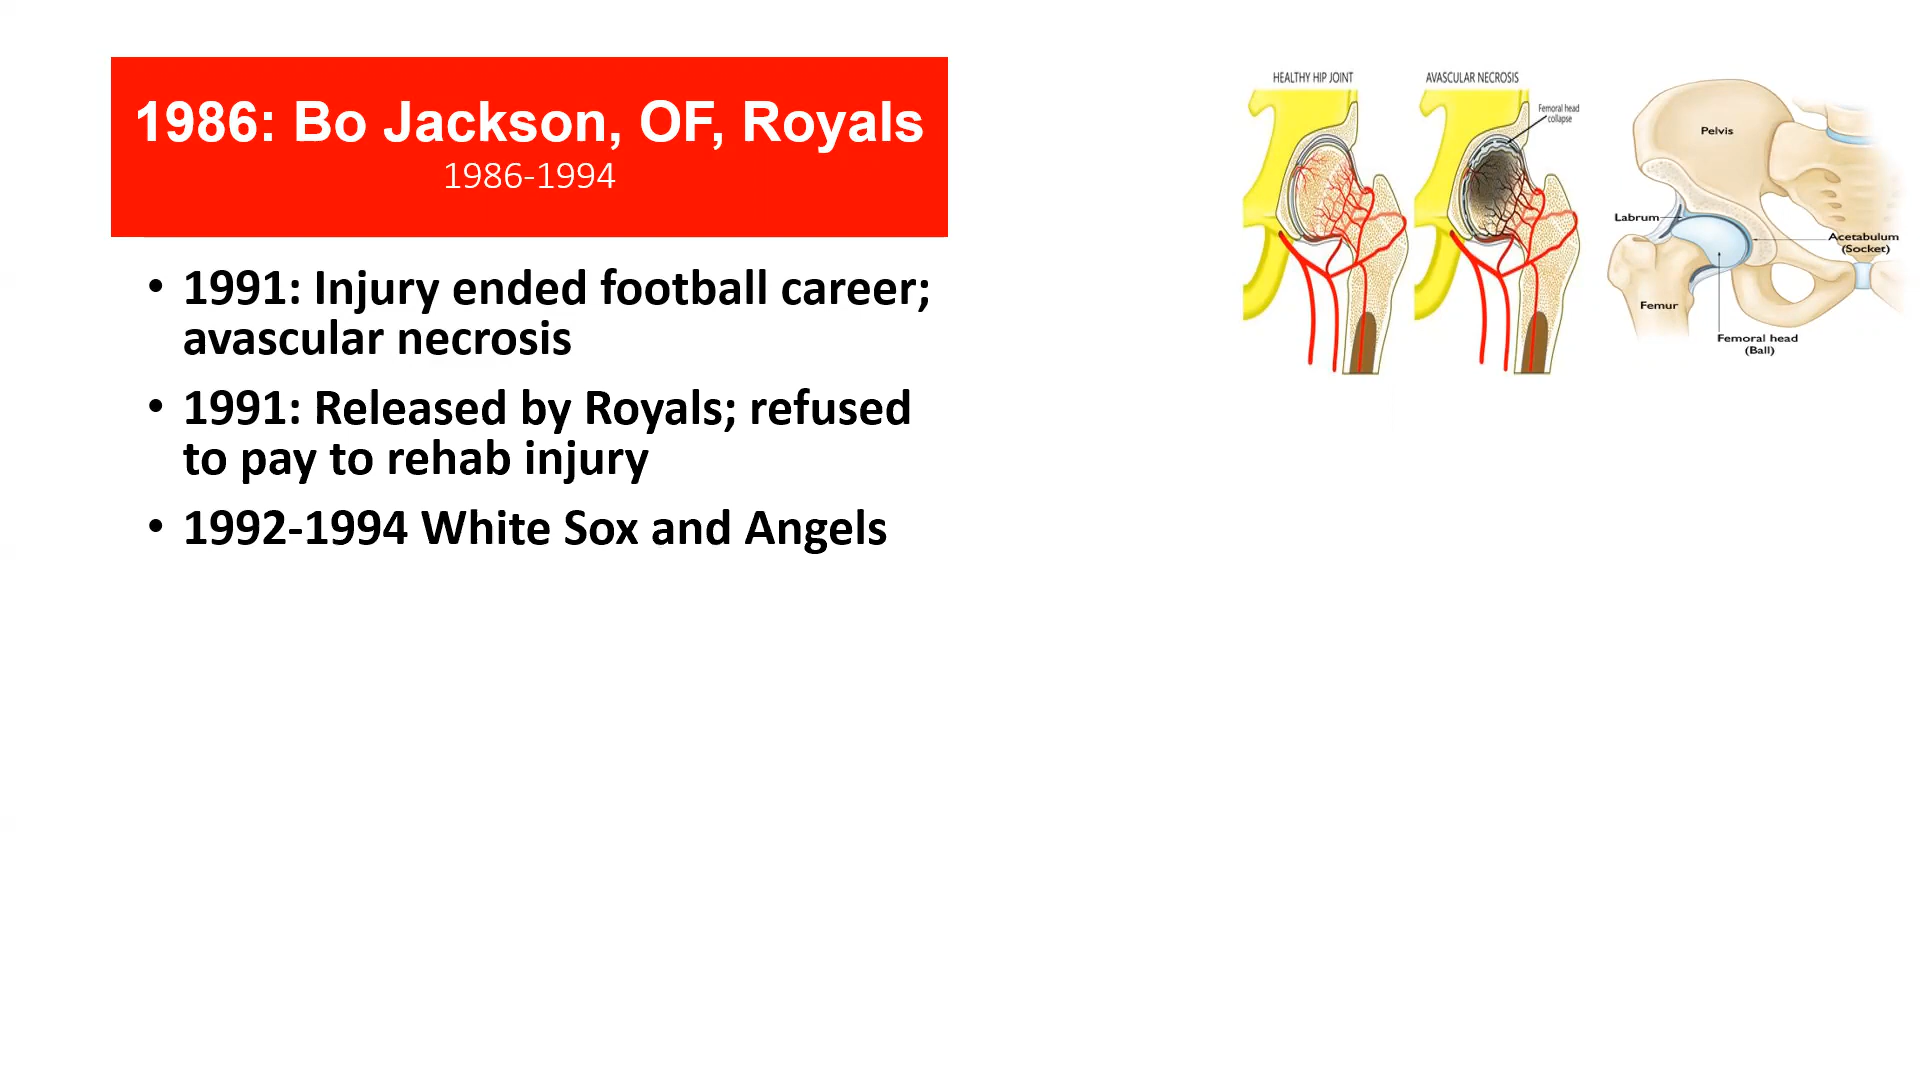 1986: Bo Jackson, OF, Royals
1986-1994
• 1991: Injury ended football career;
avascular necrosis
• 1991: Released by Royals; refused
to pay to rehab injury
• 1992-1994 White Sox and Angels
HEALTHY HIP JOINT
AVASCULAR NECROSIS
Femoral head
collapse
Pelvis
Labrum
Acetabulum
(Socket)
Femur
Femoral head
(Ball)